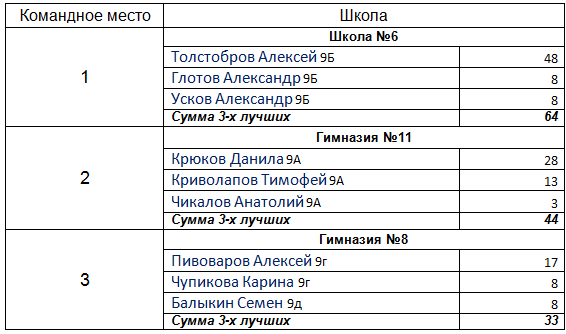 Командное место Школа
Школа №6
1
Толстобров Алексей 9Б 48
Глотов Александр 9Б 8
Усков Александр 9Б 8
Сумма 3-х лучших 64
Гимназия №11
2
Крюков Данила 9А 28
Криволапов Тимофей 9А 13
Чикалов Анатолий 9А 3
Сумма 3-х лучших 44
Гимназия №8
3
Пивоваров Алексей 9г 17
Чупикова Карина 9г 8
Балыкин Семен 9д 8
Сумма 3-х лучших 33